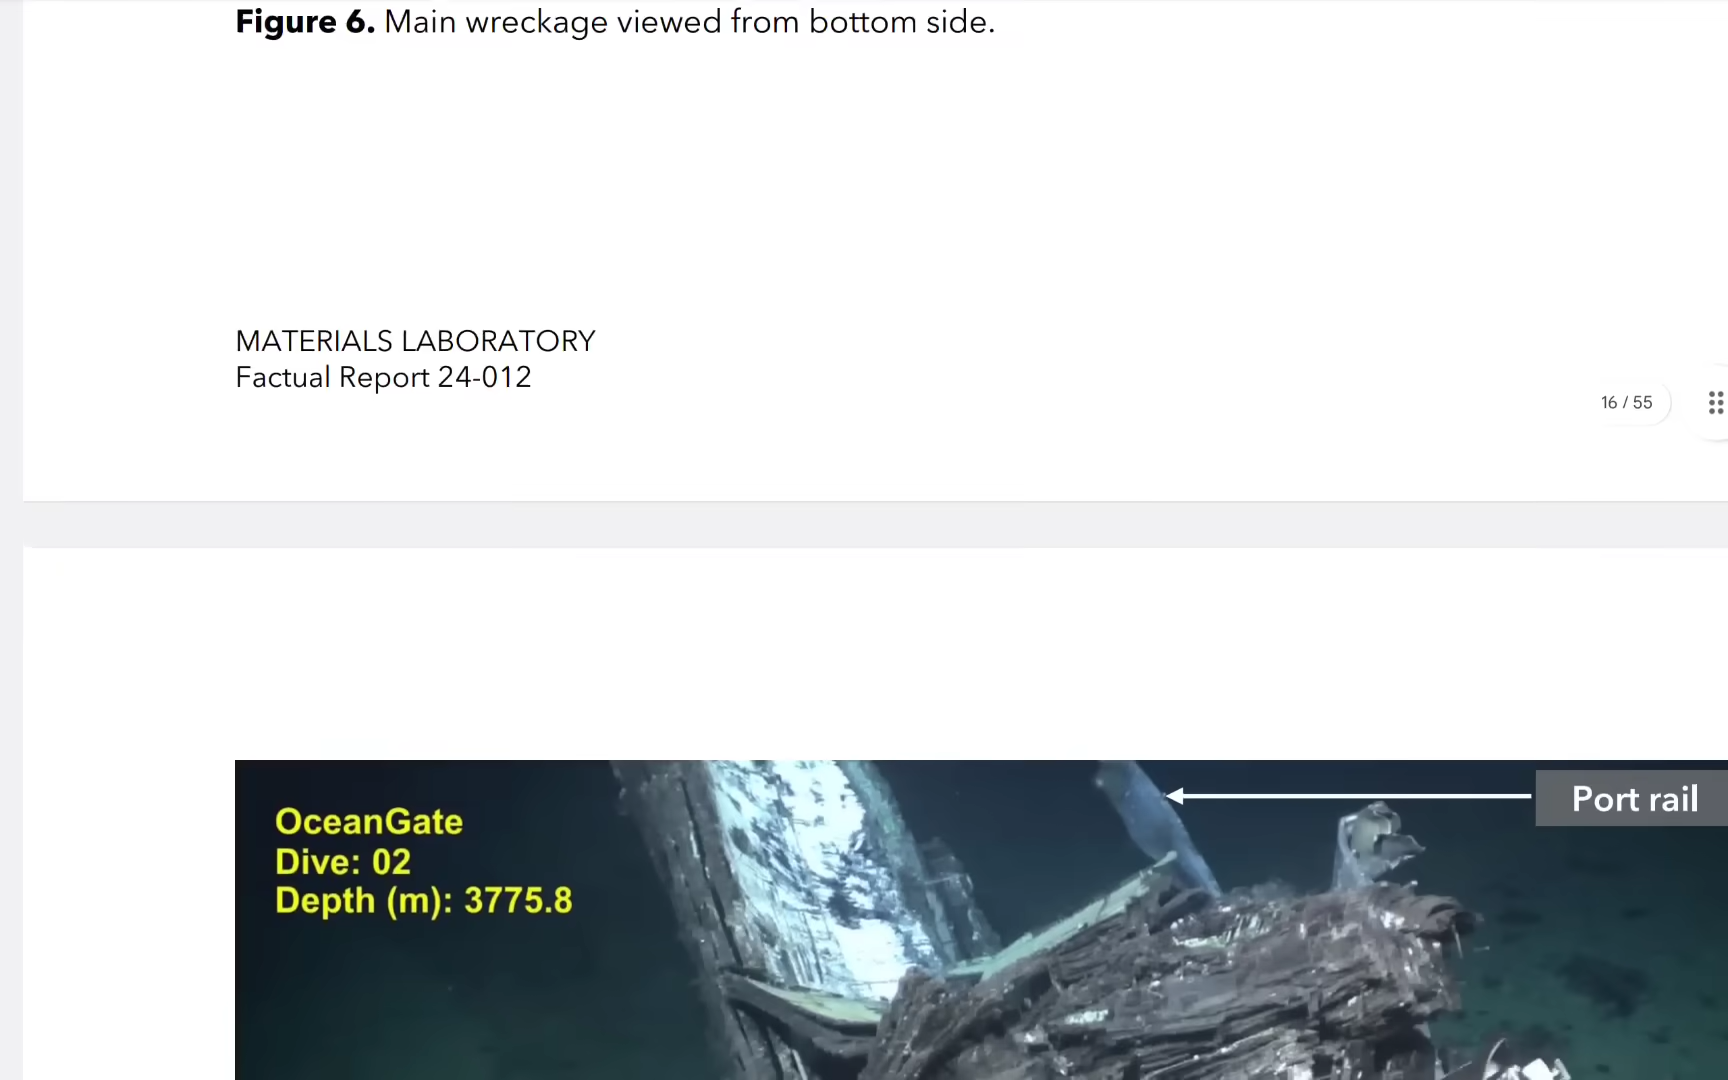 Figure 6. Main wreckage viewed from bottom side.
MATERIALS LABORATORY
Factual Report 24-012
16 / 55
Port rail
OceanGate
Dive: 02
Depth (m): 3775.8